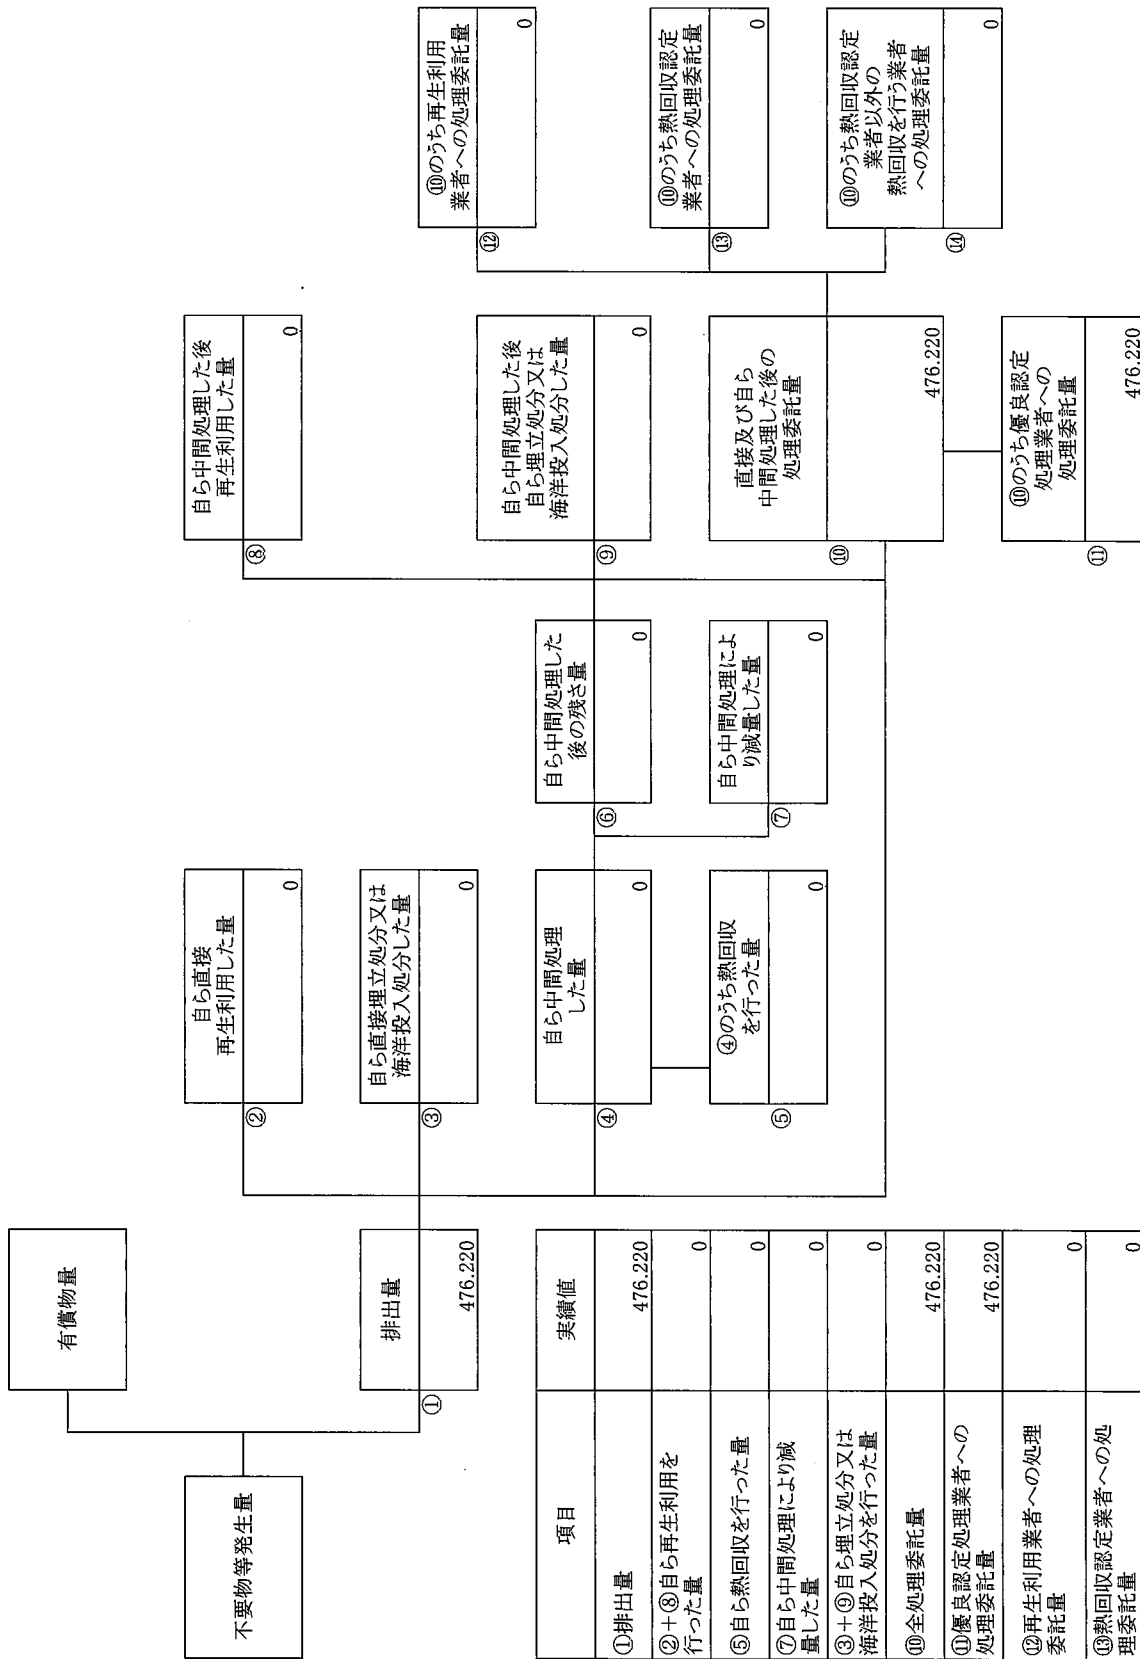 不要物等発生量
有償物量
①
排出量
476.220
②
自ら直接
再生利用した量
0
③
自ら直接埋立処分又は
海洋投入処分した量
0
④
自ら中間処理
した量
0
⑤
④のうち熱回収
を行った量
0
⑥
自ら中間処理した
後の残さ量
0
⑦
自ら中間処理によ
り減量した量
0
⑧
自ら中間処理した後
再生利用した量
0
⑨
自ら中間処理した後
自ら埋立処分又は
海洋投入処分した量
0
⑩
直接及び自ら
中間処理した後の
処理委託量
476.220
⑪
⑩のうち優良認定
処理業者への
処理委託量
476.220
⑫
⑩のうち再生利用
業者への処理委託量
0
⑬
⑩のうち熱回収認定
業者への処理委託量
0
⑭
⑩のうち熱回収認定
業者以外の
熱回収を行う業者
への処理委託量
0
項目 実績値
①排出量 476.220
②+⑧自ら再生利用を
行った量 0
⑤自ら熱回収を行った量 0
⑦自ら中間処理により減
量した量 0
③+⑨自ら埋立処分又は
海洋投入処分を行った量 0
⑩全処理委託量 476.220
⑪優良認定処理業者への
処理委託量 476.220
⑫再生利用業者への処理
委託量 0
⑬熱回収認定業者への処
理委託量 0